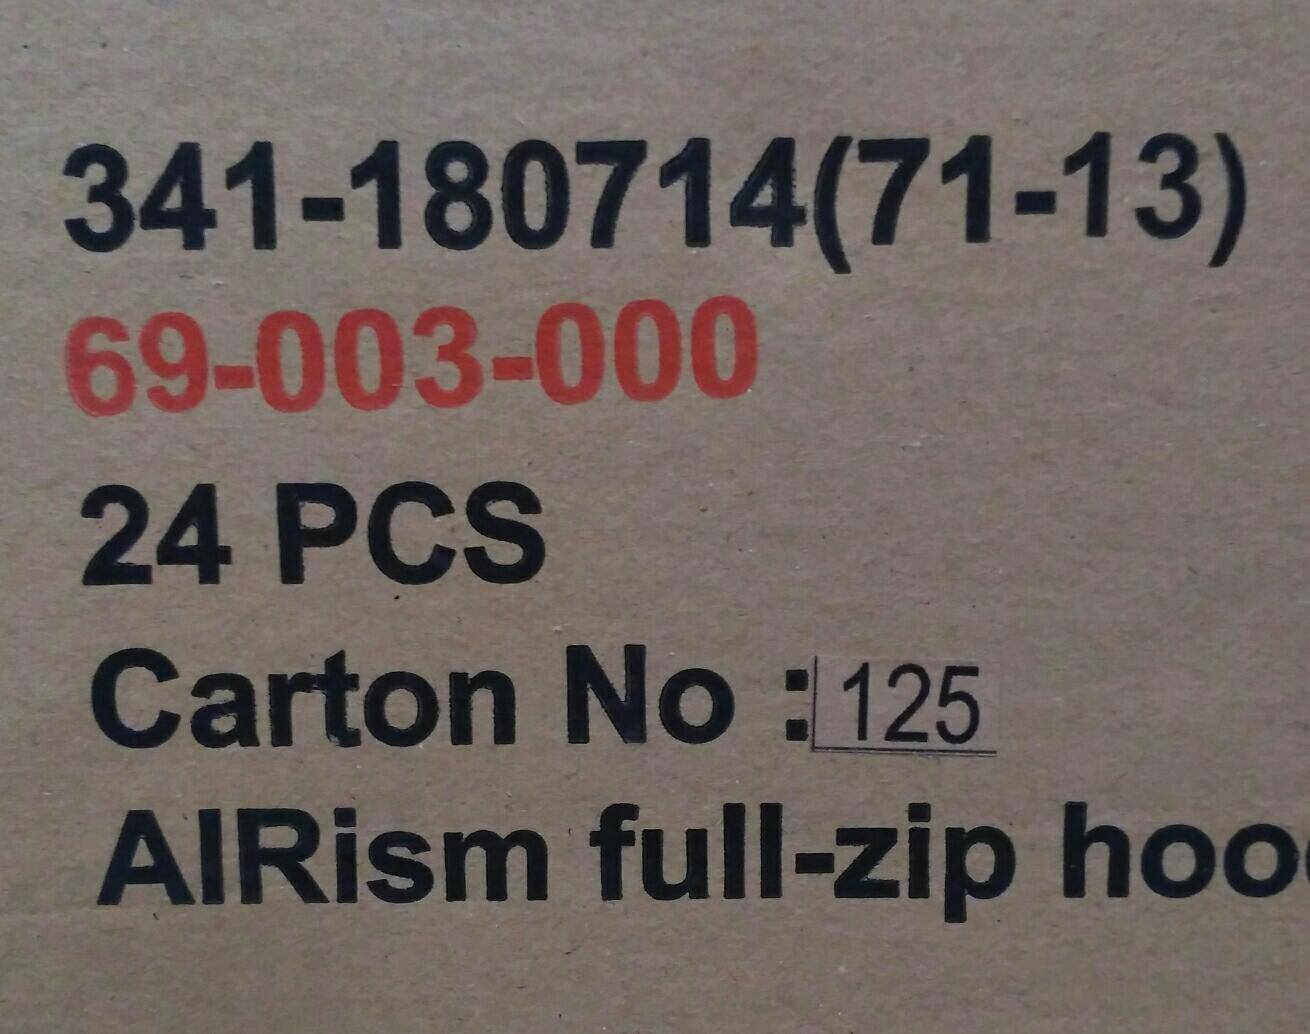 341-180714(71-13)
69-003-000
24 PCS
Carton No :125
AIRism full-zip